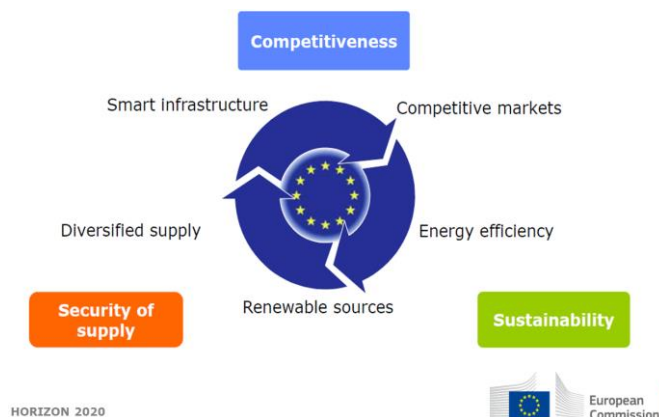 Competitiveness
Smart infrastructure
Competitive markets
Diversified supply
Energy efficiency
Renewable sources
Security of
supply
Sustainability
HORIZON 2020
European
Commission